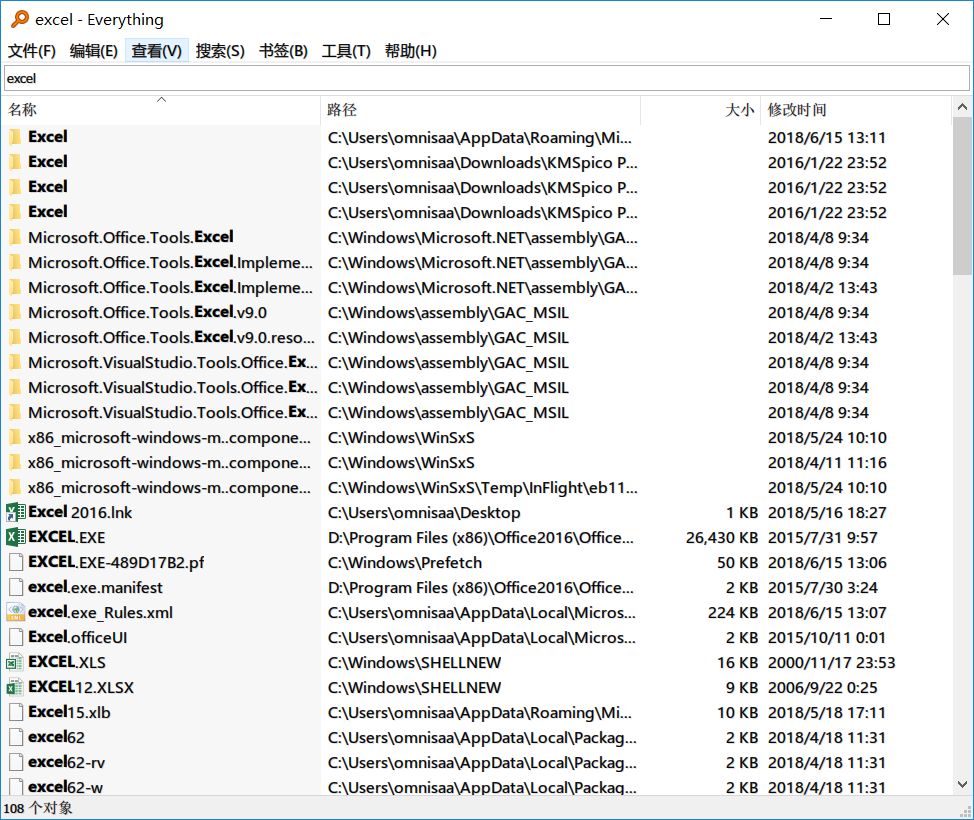 excel - Everything
文件(F) 编辑(E) 查看(V) 搜索(S) 书签(B) 工具(T) 帮助(H)
excel
名称 路径 大小 修改时间
Excel C:\Users\omnisaa\AppData\Roaming\Mi... 2018/6/15 13:11
Excel C:\Users\omnisaa\Downloads\KMSpico P... 2016/1/22 23:52
Excel C:\Users\omnisaa\Downloads\KMSpico P... 2016/1/22 23:52
Excel C:\Users\omnisaa\Downloads\KMSpico P... 2016/1/22 23:52
Microsoft.Office.Tools.Excel C:\Windows\Microsoft.NET\assembly\GA... 2018/4/8 9:34
Microsoft.Office.Tools.Excel.Impleme... C:\Windows\Microsoft.NET\assembly\GA... 2018/4/8 9:34
Microsoft.Office.Tools.Excel.Impleme... C:\Windows\Microsoft.NET\assembly\GA... 2018/4/2 13:43
Microsoft.Office.Tools.Excel.v9.0 C:\Windows\assembly\GAC_MSIL 2018/4/8 9:34
Microsoft.Office.Tools.Excel.v9.0.reso... C:\Windows\assembly\GAC_MSIL 2018/4/2 13:43
Microsoft.VisualStudio.Tools.Office.Ex... C:\Windows\assembly\GAC_MSIL 2018/4/8 9:34
Microsoft.VisualStudio.Tools.Office.Ex... C:\Windows\assembly\GAC_MSIL 2018/4/8 9:34
Microsoft.VisualStudio.Tools.Office.Ex... C:\Windows\assembly\GAC_MSIL 2018/4/8 9:34
x86_microsoft-windows-m..compone... C:\Windows\WinSxS 2018/5/24 10:10
x86_microsoft-windows-m..compone... C:\Windows\WinSxS 2018/4/11 11:16
x86_microsoft-windows-m..compone... C:\Windows\WinSxS\Temp\InFlight\eb11... 2018/5/24 10:10
Excel 2016.lnk C:\Users\omnisaa\Desktop 1 KB 2018/5/16 18:27
EXCEL.EXE D:\Program Files (x86)\Office2016\Office... 26,430 KB 2015/7/31 9:57
EXCEL.EXE-489D17B2.pf C:\Windows\Prefetch 50 KB 2018/6/15 13:06
excel.exe.manifest D:\Program Files (x86)\Office2016\Office... 2 KB 2015/7/30 3:24
excel.exe_Rules.xml C:\Users\omnisaa\AppData\Local\Micros... 224 KB 2018/6/15 13:07
Excel.officeUI C:\Users\omnisaa\AppData\Local\Micros... 2 KB 2015/10/11 0:01
EXCEL.XLS C:\Windows\SHELLNEW 16 KB 2000/11/17 23:53
EXCEL12.XLSX C:\Windows\SHELLNEW 9 KB 2006/9/22 0:25
Excel15.xlb C:\Users\omnisaa\AppData\Roaming\Mi... 10 KB 2018/5/18 17:11
excel62 C:\Users\omnisaa\AppData\Local\Packag... 2 KB 2018/4/18 11:31
excel62-rv C:\Users\omnisaa\AppData\Local\Packag... 2 KB 2018/4/18 11:31
excel62-w C:\Users\omnisaa\AppData\Local\Packag... 2 KB 2018/4/18 11:31
108 个对象